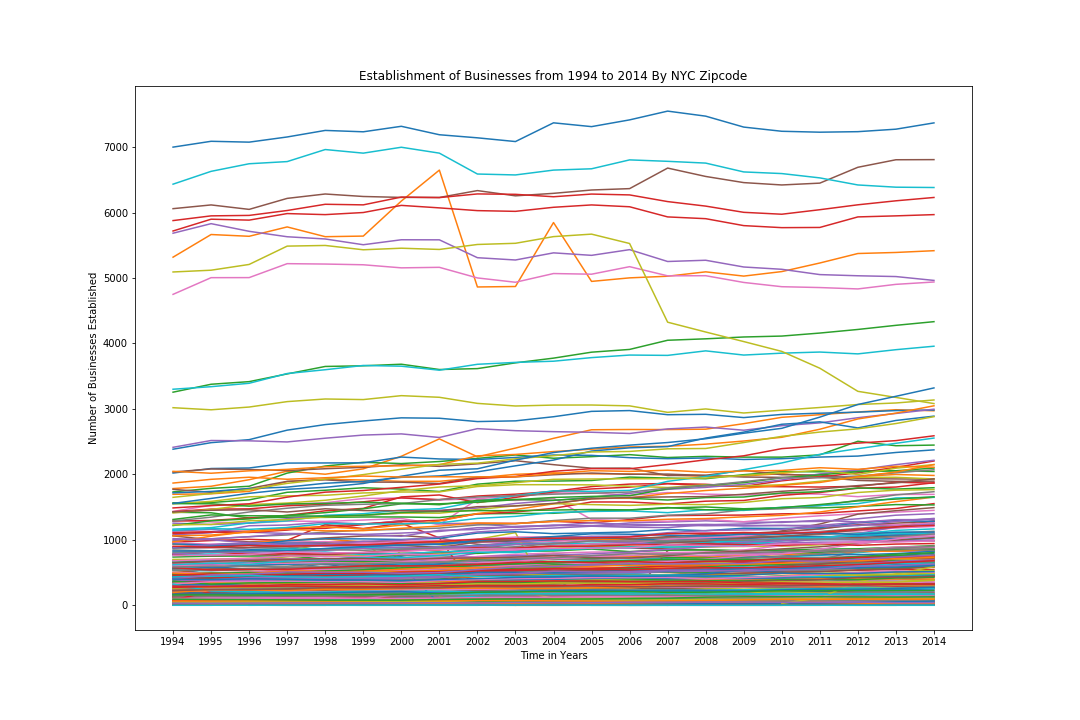 Establishment of Businesses from 1994 to 2014 By NYC Zipcode
Number of Businesses Established
7000
6000
5000
4000
3000
2000
1000
0
1994 1995 1996 1997 1998 1999 2000 2001 2002 2003 2004 2005 2006 2007 2008 2009 2010 2011 2012 2013 2014
Time in Years